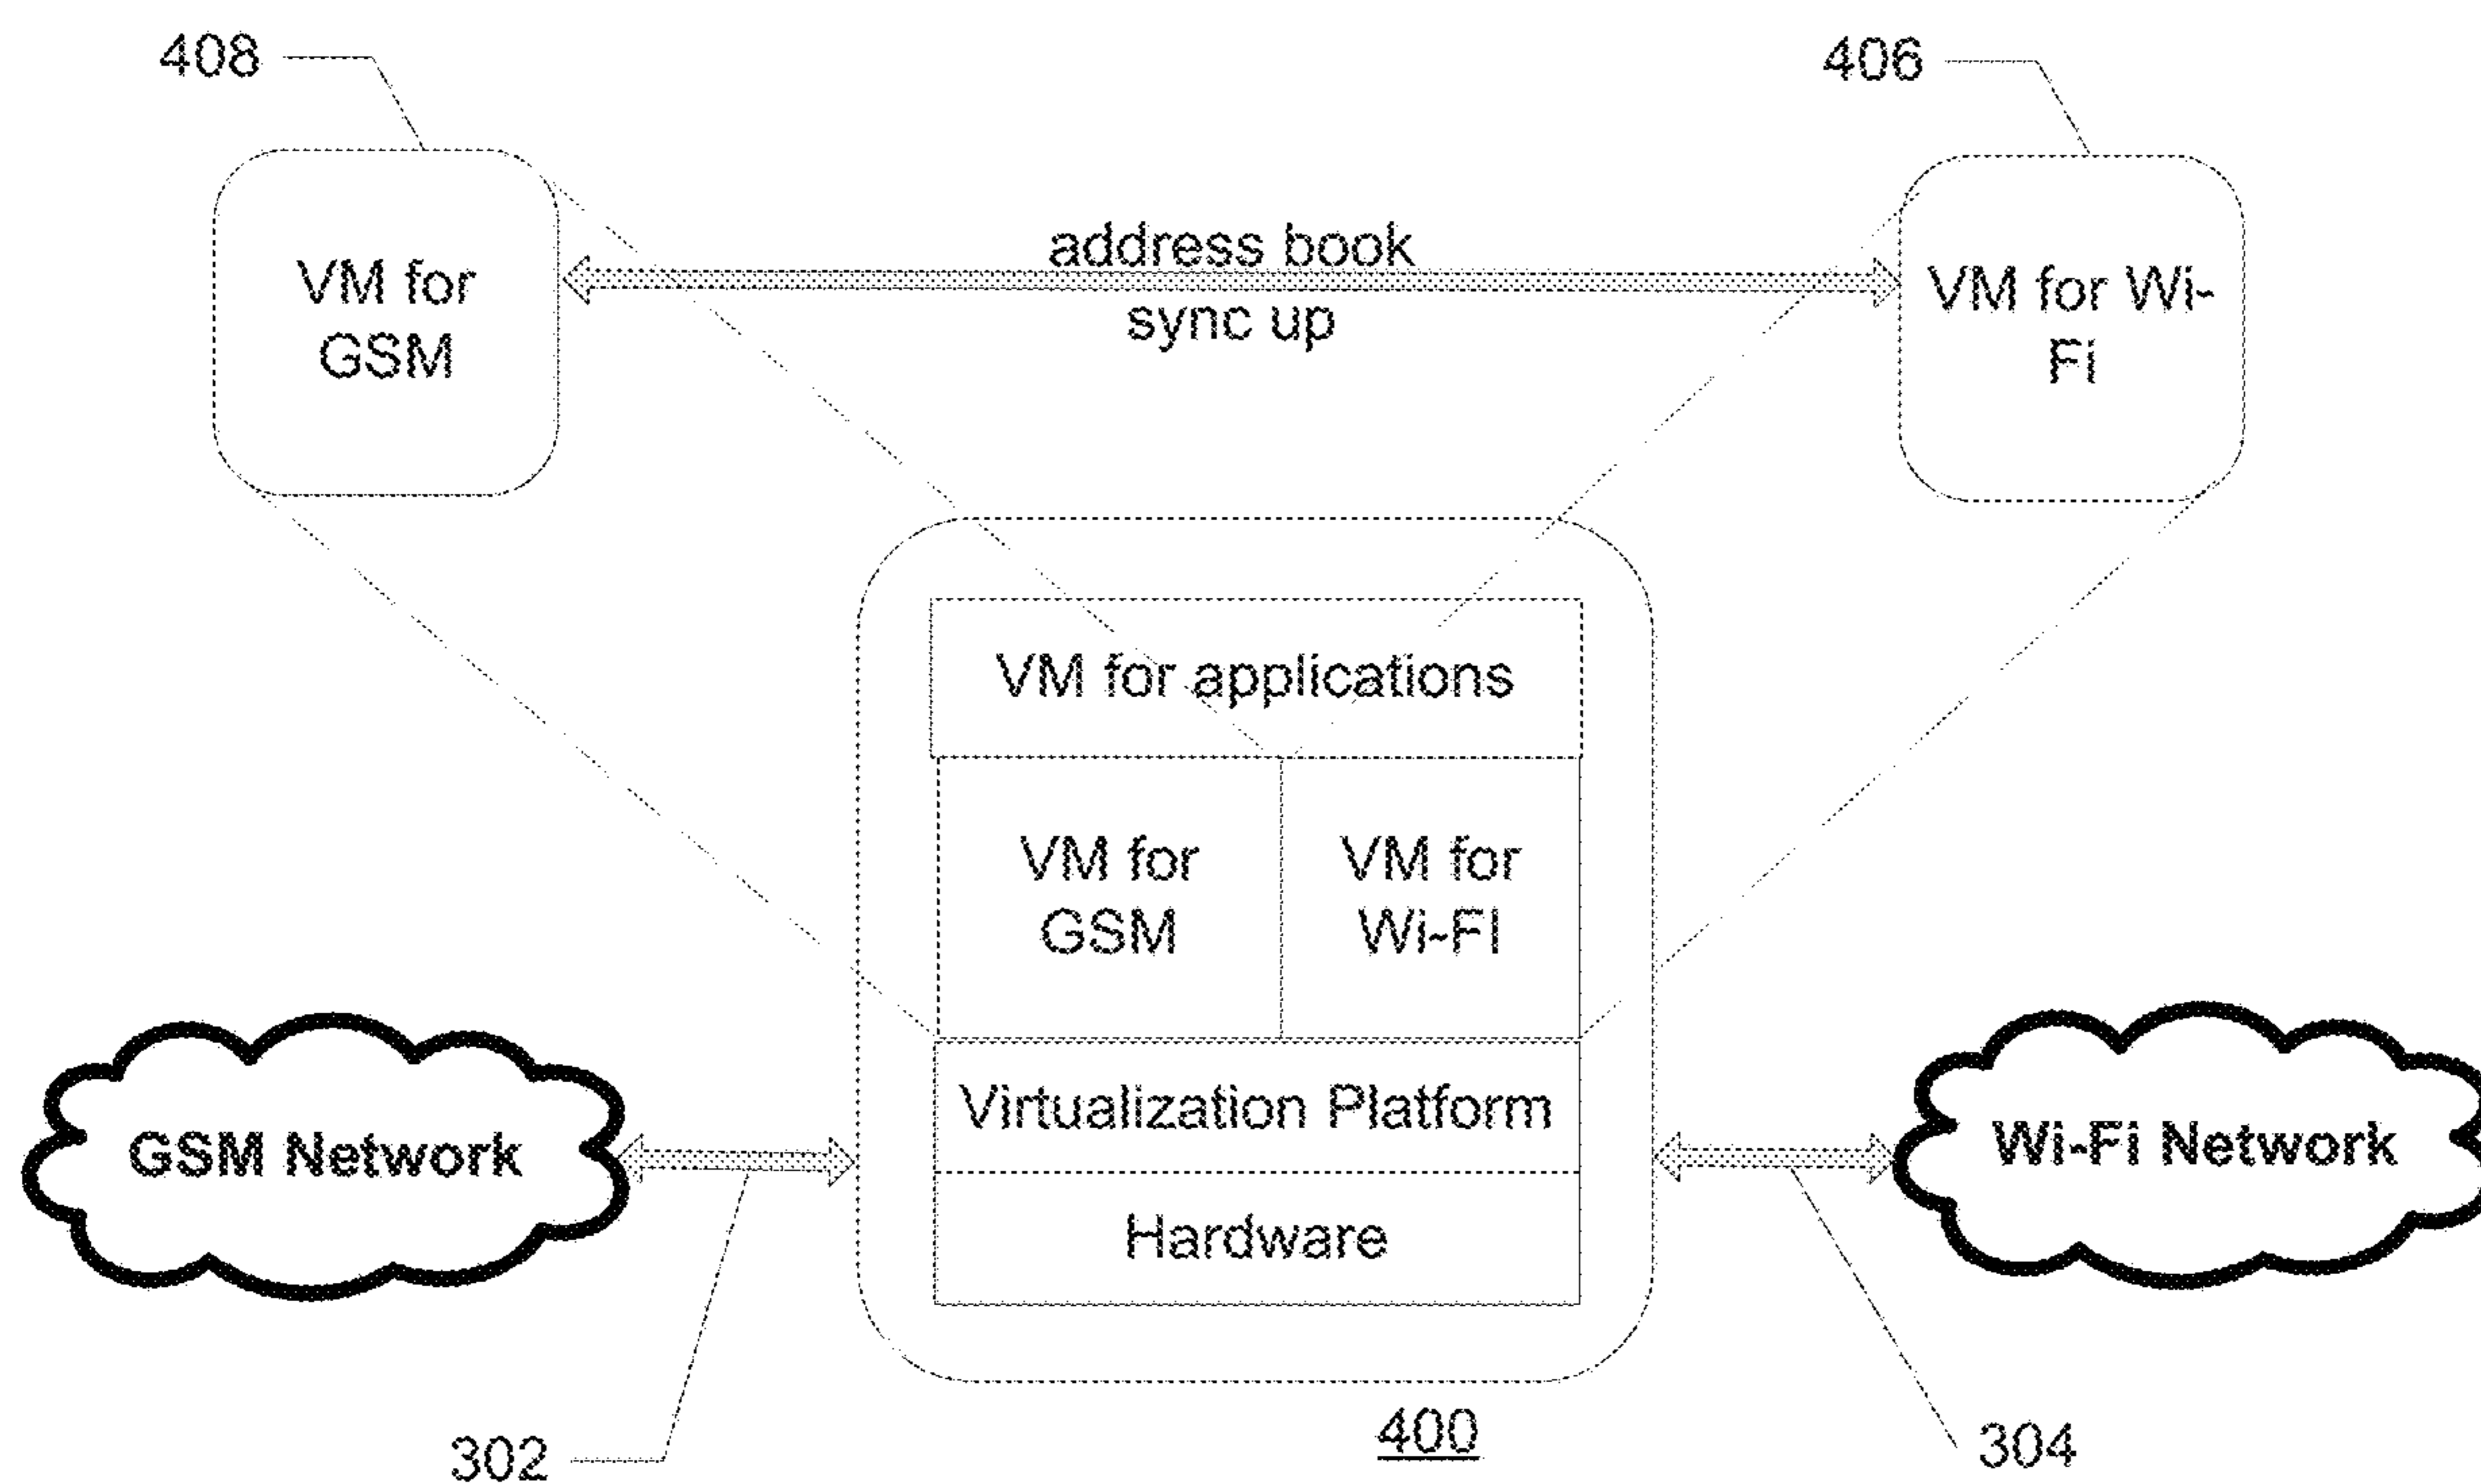 408
406
VM for
GSM
address book
sync up
VM for Wi-
Fi
VM for applications
VM for
GSM
VM for
Wi-FI
Virtualization Platform
Hardware
GSM Network
Wi-Fi Network
302
400
304